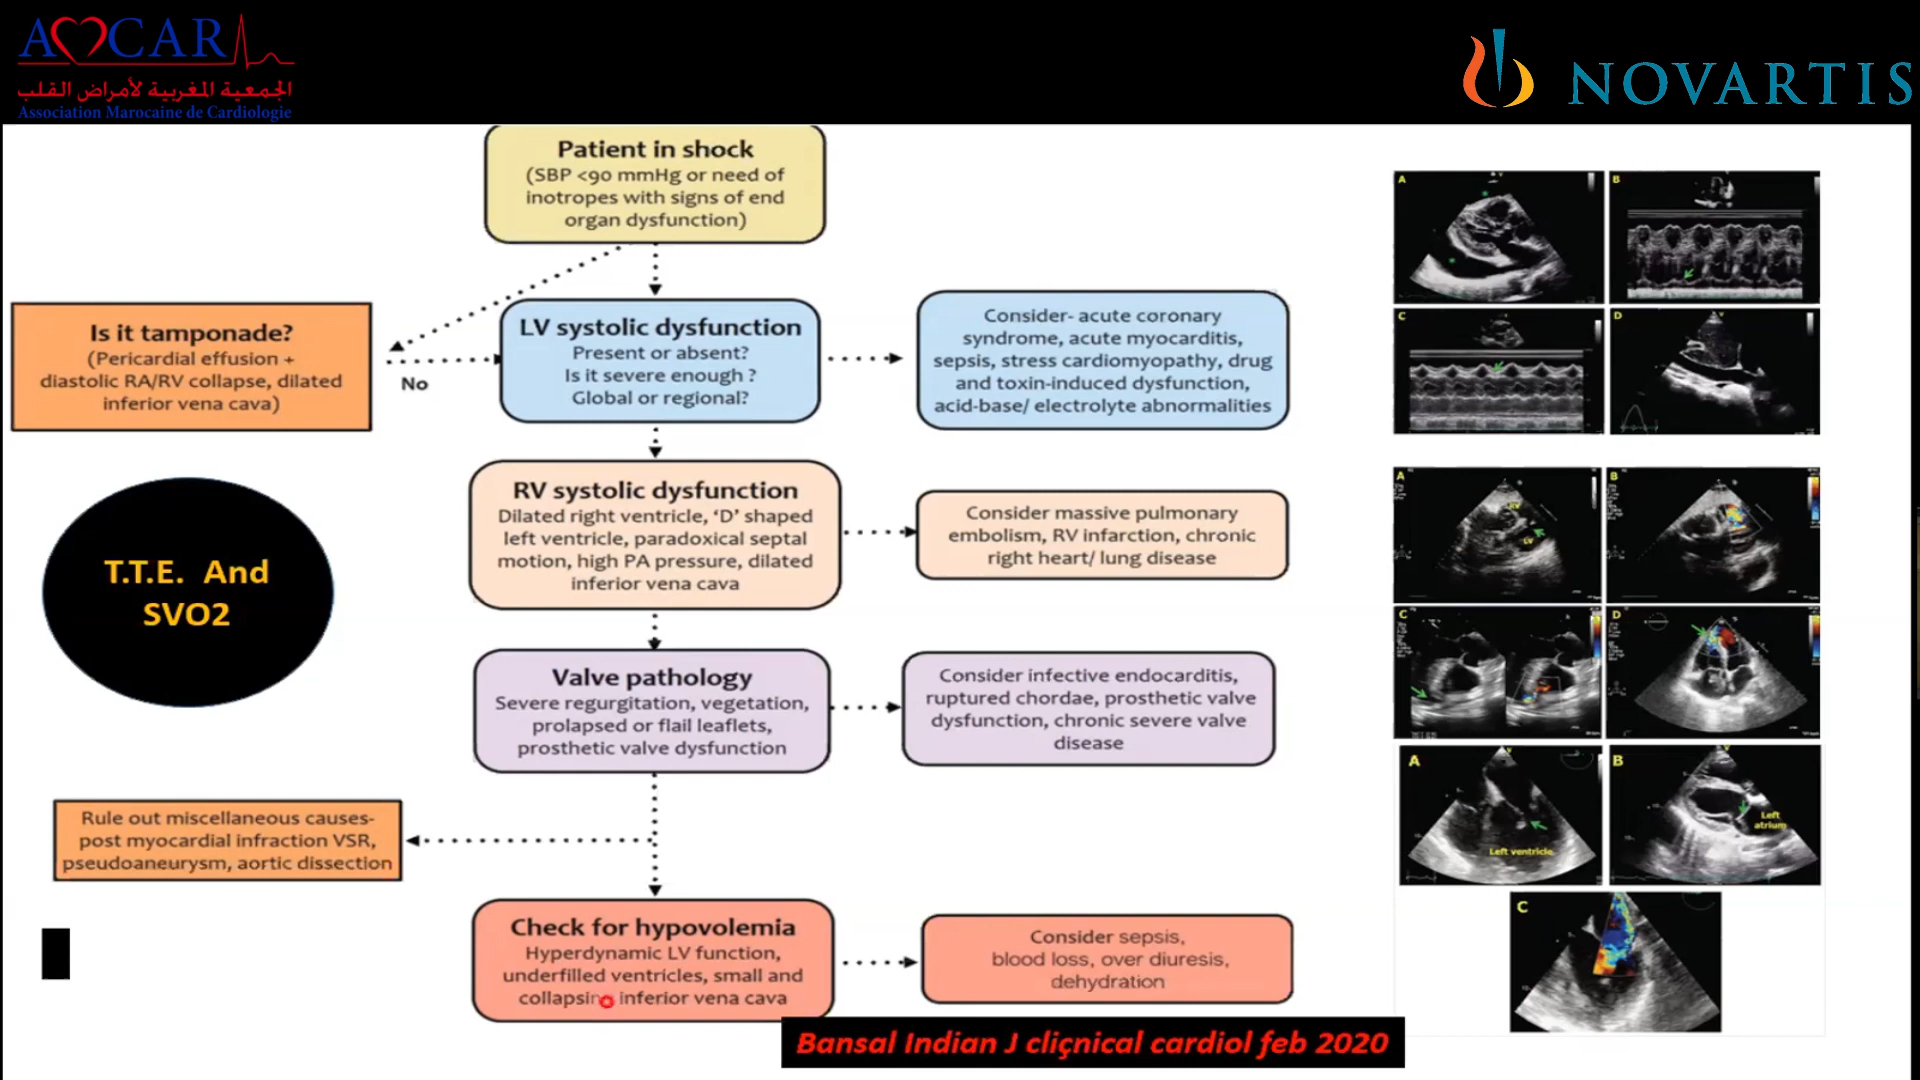 AMCAR
الجمعية المغربية لأمراض القلب
Association Marocaine de Cardiologie
NOVARTIS
Patient in shock
(SBP <90 mmHg or need of
inotropes with signs of end
organ dysfunction)
Is it tamponade?
(Pericardial effusion +
diastolic RA/RV collapse, dilated
inferior vena cava)
No
LV systolic dysfunction
Present or absent?
Is it severe enough ?
Global or regional?
Consider- acute coronary
syndrome, acute myocarditis,
sepsis, stress cardiomyopathy, drug
and toxin-induced dysfunction,
acid-base/ electrolyte abnormalities
RV systolic dysfunction
Dilated right ventricle, ‘D’ shaped
left ventricle, paradoxical septal
motion, high PA pressure, dilated
inferior vena cava
Consider massive pulmonary
embolism, RV infarction, chronic
right heart/ lung disease
T.T.E. And
SVO2
Valve pathology
Severe regurgitation, vegetation,
prolapsed or flail leaflets,
prosthetic valve dysfunction
Consider infective endocarditis,
ruptured chordae, prosthetic valve
dysfunction, chronic severe valve
disease
Rule out miscellaneous causes-
post myocardial infraction VSR,
pseudoaneurysm, aortic dissection
Check for hypovolemia
Hyperdynamic LV function,
underfilled ventricles, small and
collapsing inferior vena cava
Consider sepsis,
blood loss, over diuresis,
dehydration
Bansal Indian J cliçnical cardiol feb 2020
A
B
C
D
A
RV
LV
B
C
D
A
Left ventricle
B
Left
atrium
C